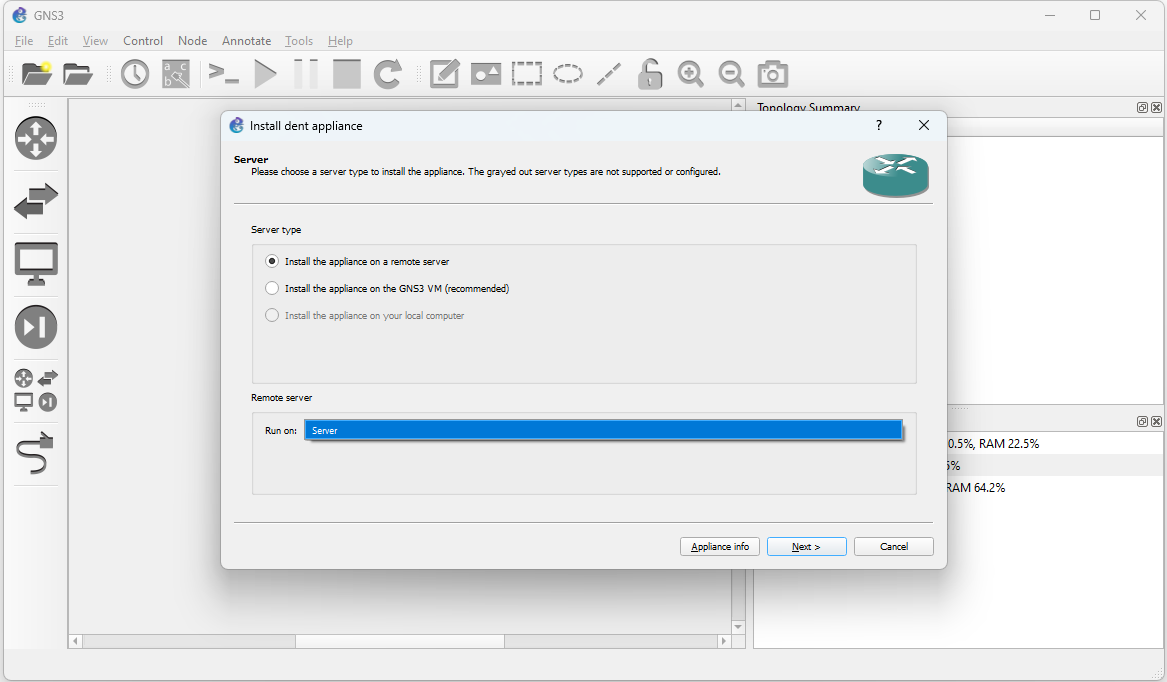 GNS3
File Edit View Control Node Annotate Tools Help
a c
b
Topology Summary
Install dent appliance
?
Server
Please choose a server type to install the appliance. The grayed out server types are not supported or configured.
Server type
Install the appliance on a remote server
Install the appliance on the GNS3 VM (recommended)
Install the appliance on your local computer
Remote server
Run on: Server
0.5%, RAM 22.5%
%
RAM 64.2%
Appliance info Next > Cancel